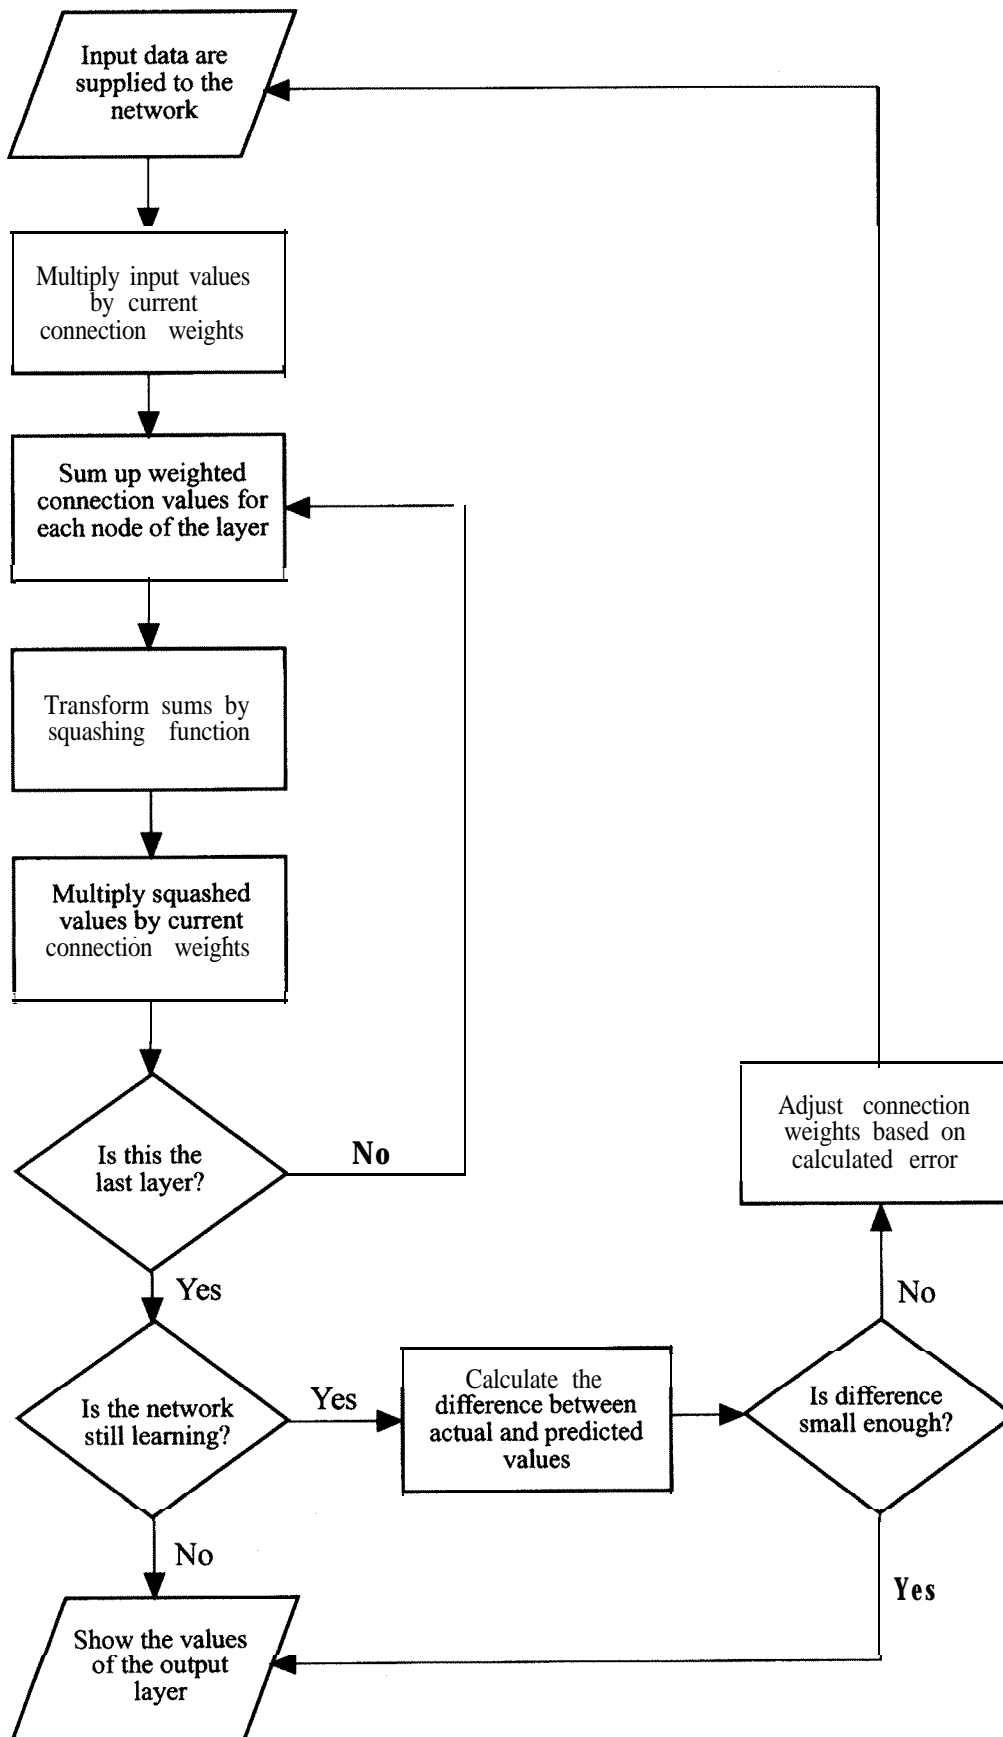 Input data are
supplied to the
network
Multiply input values
by current
connection weights
Sum up weighted
connection values for
each node of the layer
Transform sums by
squashing function
Multiply squashed
values by current
connection weights
Is this the
last layer?
No
Yes
Is the network
still learning?
Yes
No
Calculate the
difference between
actual and predicted
values
Is difference
small enough?
No
Yes
Adjust connection
weights based on
calculated error
Show the values
of the output
layer